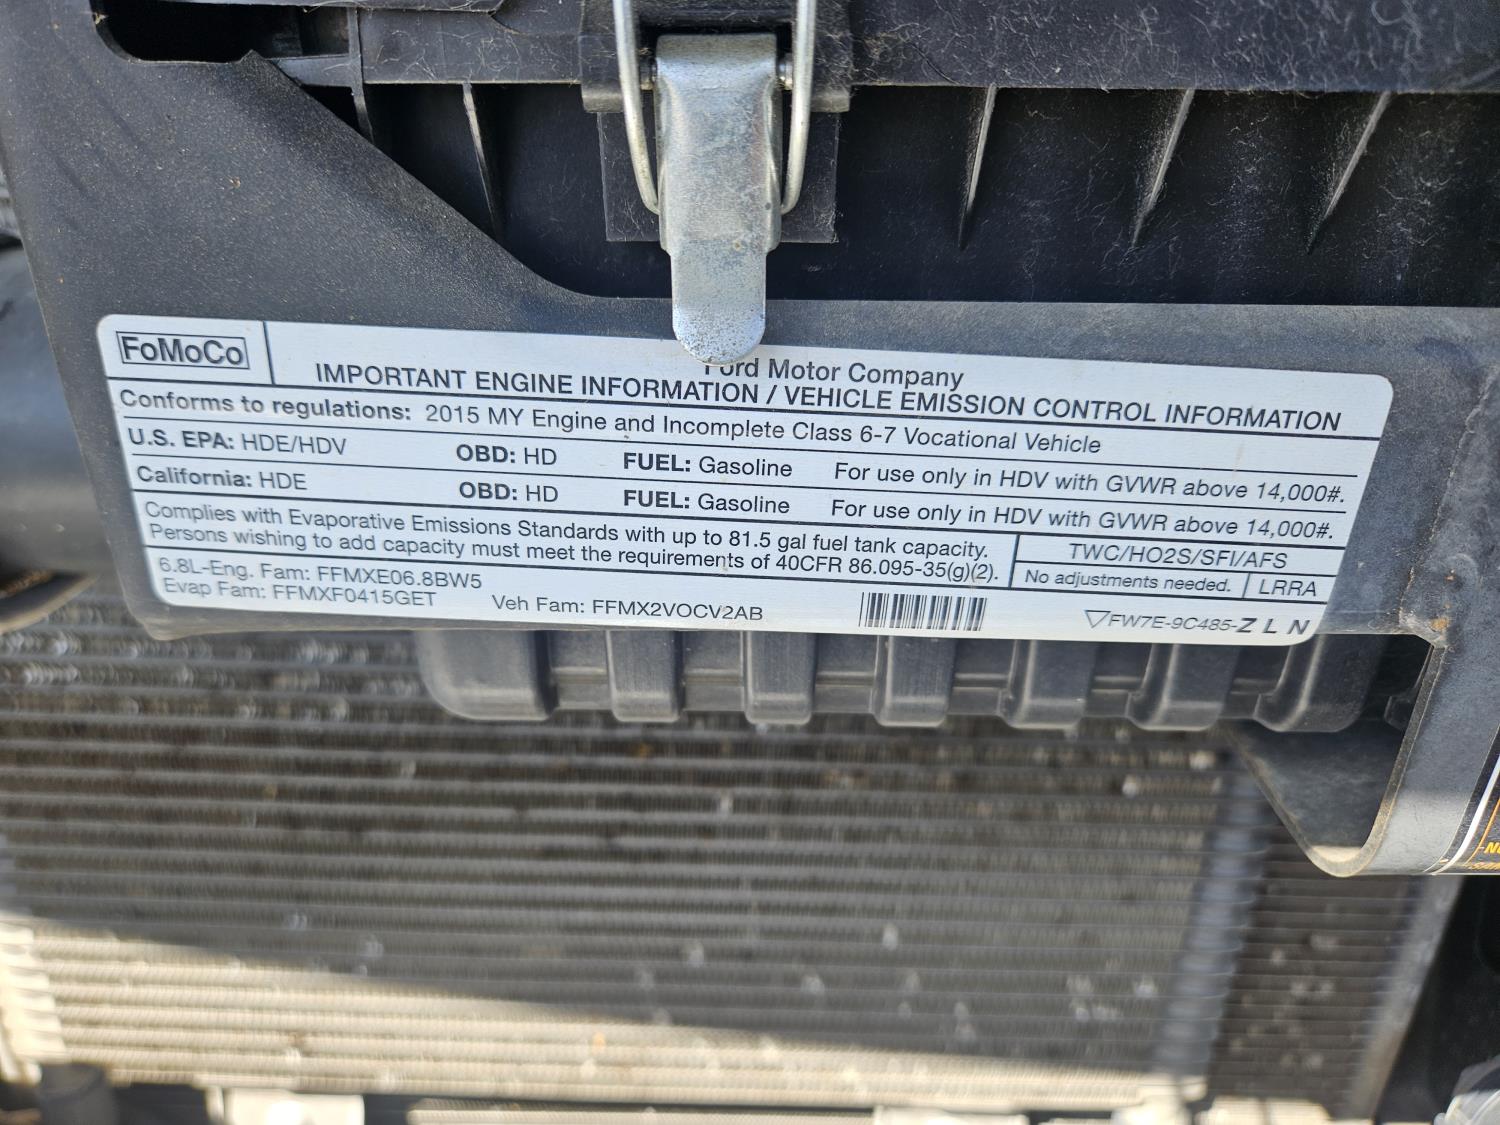 FoMoCo
Ford Motor Company
IMPORTANT ENGINE INFORMATION / VEHICLE EMISSION CONTROL INFORMATION
Conforms to regulations: 2015 MY Engine and Incomplete Class 6-7 Vocational Vehicle
U.S. EPA: HDE/HDV OBD: HD FUEL: Gasoline For use only in HDV with GVWR above 14,000#.
California: HDE OBD: HD FUEL: Gasoline For use only in HDV with GVWR above 14,000#.
Complies with Evaporative Emissions Standards with up to 81.5 gal fuel tank capacity.
Persons wishing to add capacity must meet the requirements of 40CFR 86.095-35(g)(2).
TWC/HO2S/SFI/AFS
No adjustments needed. LRRA
6.8L-Eng. Fam: FFMXE06.8BW5
Evap Fam: FFMXF0415GET Veh Fam: FFMX2VOCV2AB
FW7E-9C485-Z L N